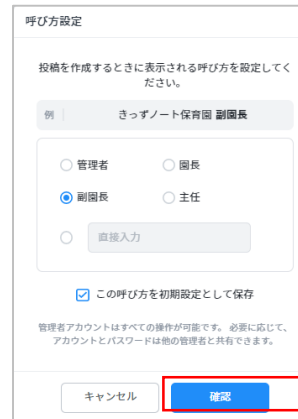 呼び方設定
投稿を作成するときに表示される呼び方を設定してく
ださい。
例 きっずノート保育園 副園長
管理者 園長
副園長 主任
直接入力
この呼び方を初期設定として保存
管理者アカウントはすべての操作が可能です。 必要に応じて、
アカウントとパスワードは他の管理者と共有できます。
キャンセル 確認